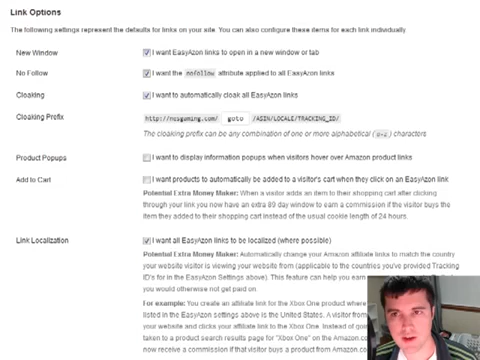 Link Options
The following settings represent the defaults for links on your site. You can also configure these items for each link individually
New Window
I want EasyAzon links to open in a new window or tab
No Follow
I want the nofollow attribute applied to all EasyAzon links
Cloaking
I want to automatically cloak all EasyAzon links
Cloaking Prefix
goto /ASIN/LOCALE/TRACKING_ID/
The cloaking prefix can be any combination of one or more alphabetical (a-z) characters
Product Popups
I want to display information popups when visitors hover over Amazon product links
Add to Cart
I want products to automatically be added to a visitor's cart when they click on an EasyAzon link
Potential Extra Money Maker: When a visitor adds an item to their shopping cart after clicking
through your link you now have an extra 89 day window to earn a commission if the visitor buys
the item they added to their shopping cart instead of the usual cookie length of 24 hours.
Link Localization
I want all EasyAzon links to be localized (where possible)
Potential Extra Money Maker: Automatically change your Amazon affiliate links to match the country
your website visitor is viewing your website from (applicable to the countries you've provided Tracking
ID's for in the EasyAzon Settings above). This feature can help you earn
you would otherwise not get paid on.
For example: You create an affiliate link for the Xbox One product where
listed in the EasyAzon settings above is the United States. A visitor from
your website and clicks your affiliate link to the Xbox One. Instead of
taken to a product search results page for "Xbox One" on the Amazon.co
now receive a commission if that visitor buys a product from Amazon.co